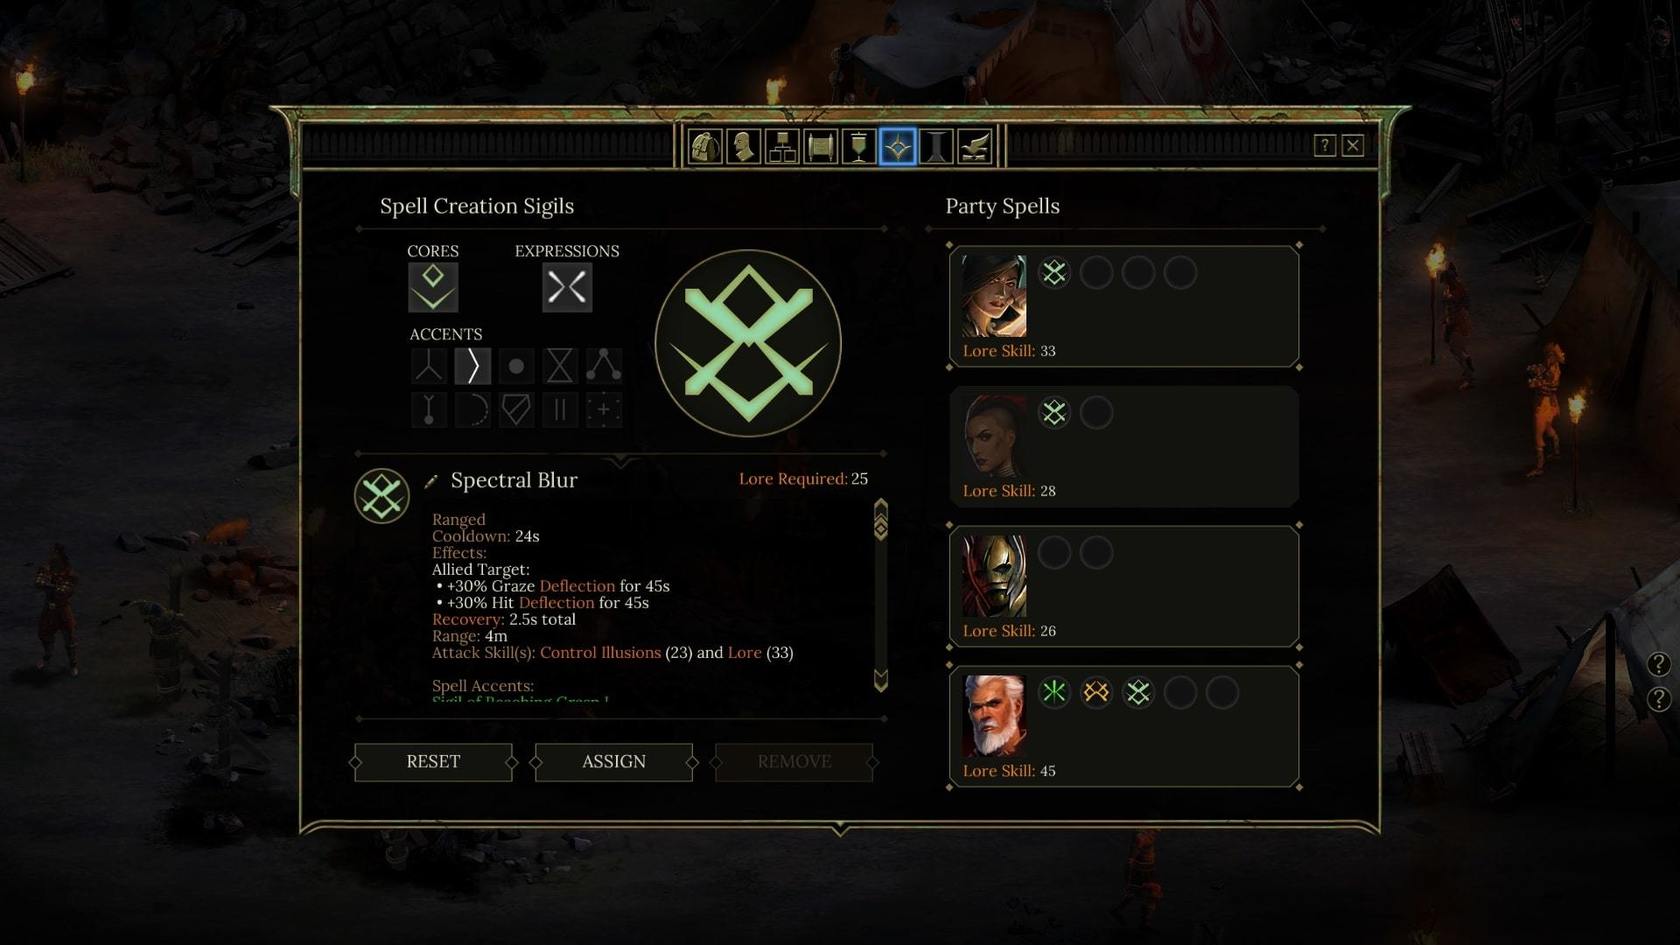 ?
Spell Creation Sigils
CORES
EXPRESSIONS
ACCENTS
Spectral Blur
Lore Required: 25
Ranged
Cooldown: 24s
Effects:
Allied Target:
• +30% Graze Deflection for 45s
• +30% Hit Deflection for 45s
Recovery: 2.5s total
Range: 4m
Attack Skill(s): Control Illusions (23) and Lore (33)
Spell Accents:
RESET
ASSIGN
REMOVE
Party Spells
Lore Skill: 33
Lore Skill: 28
Lore Skill: 26
Lore Skill: 45
?
?